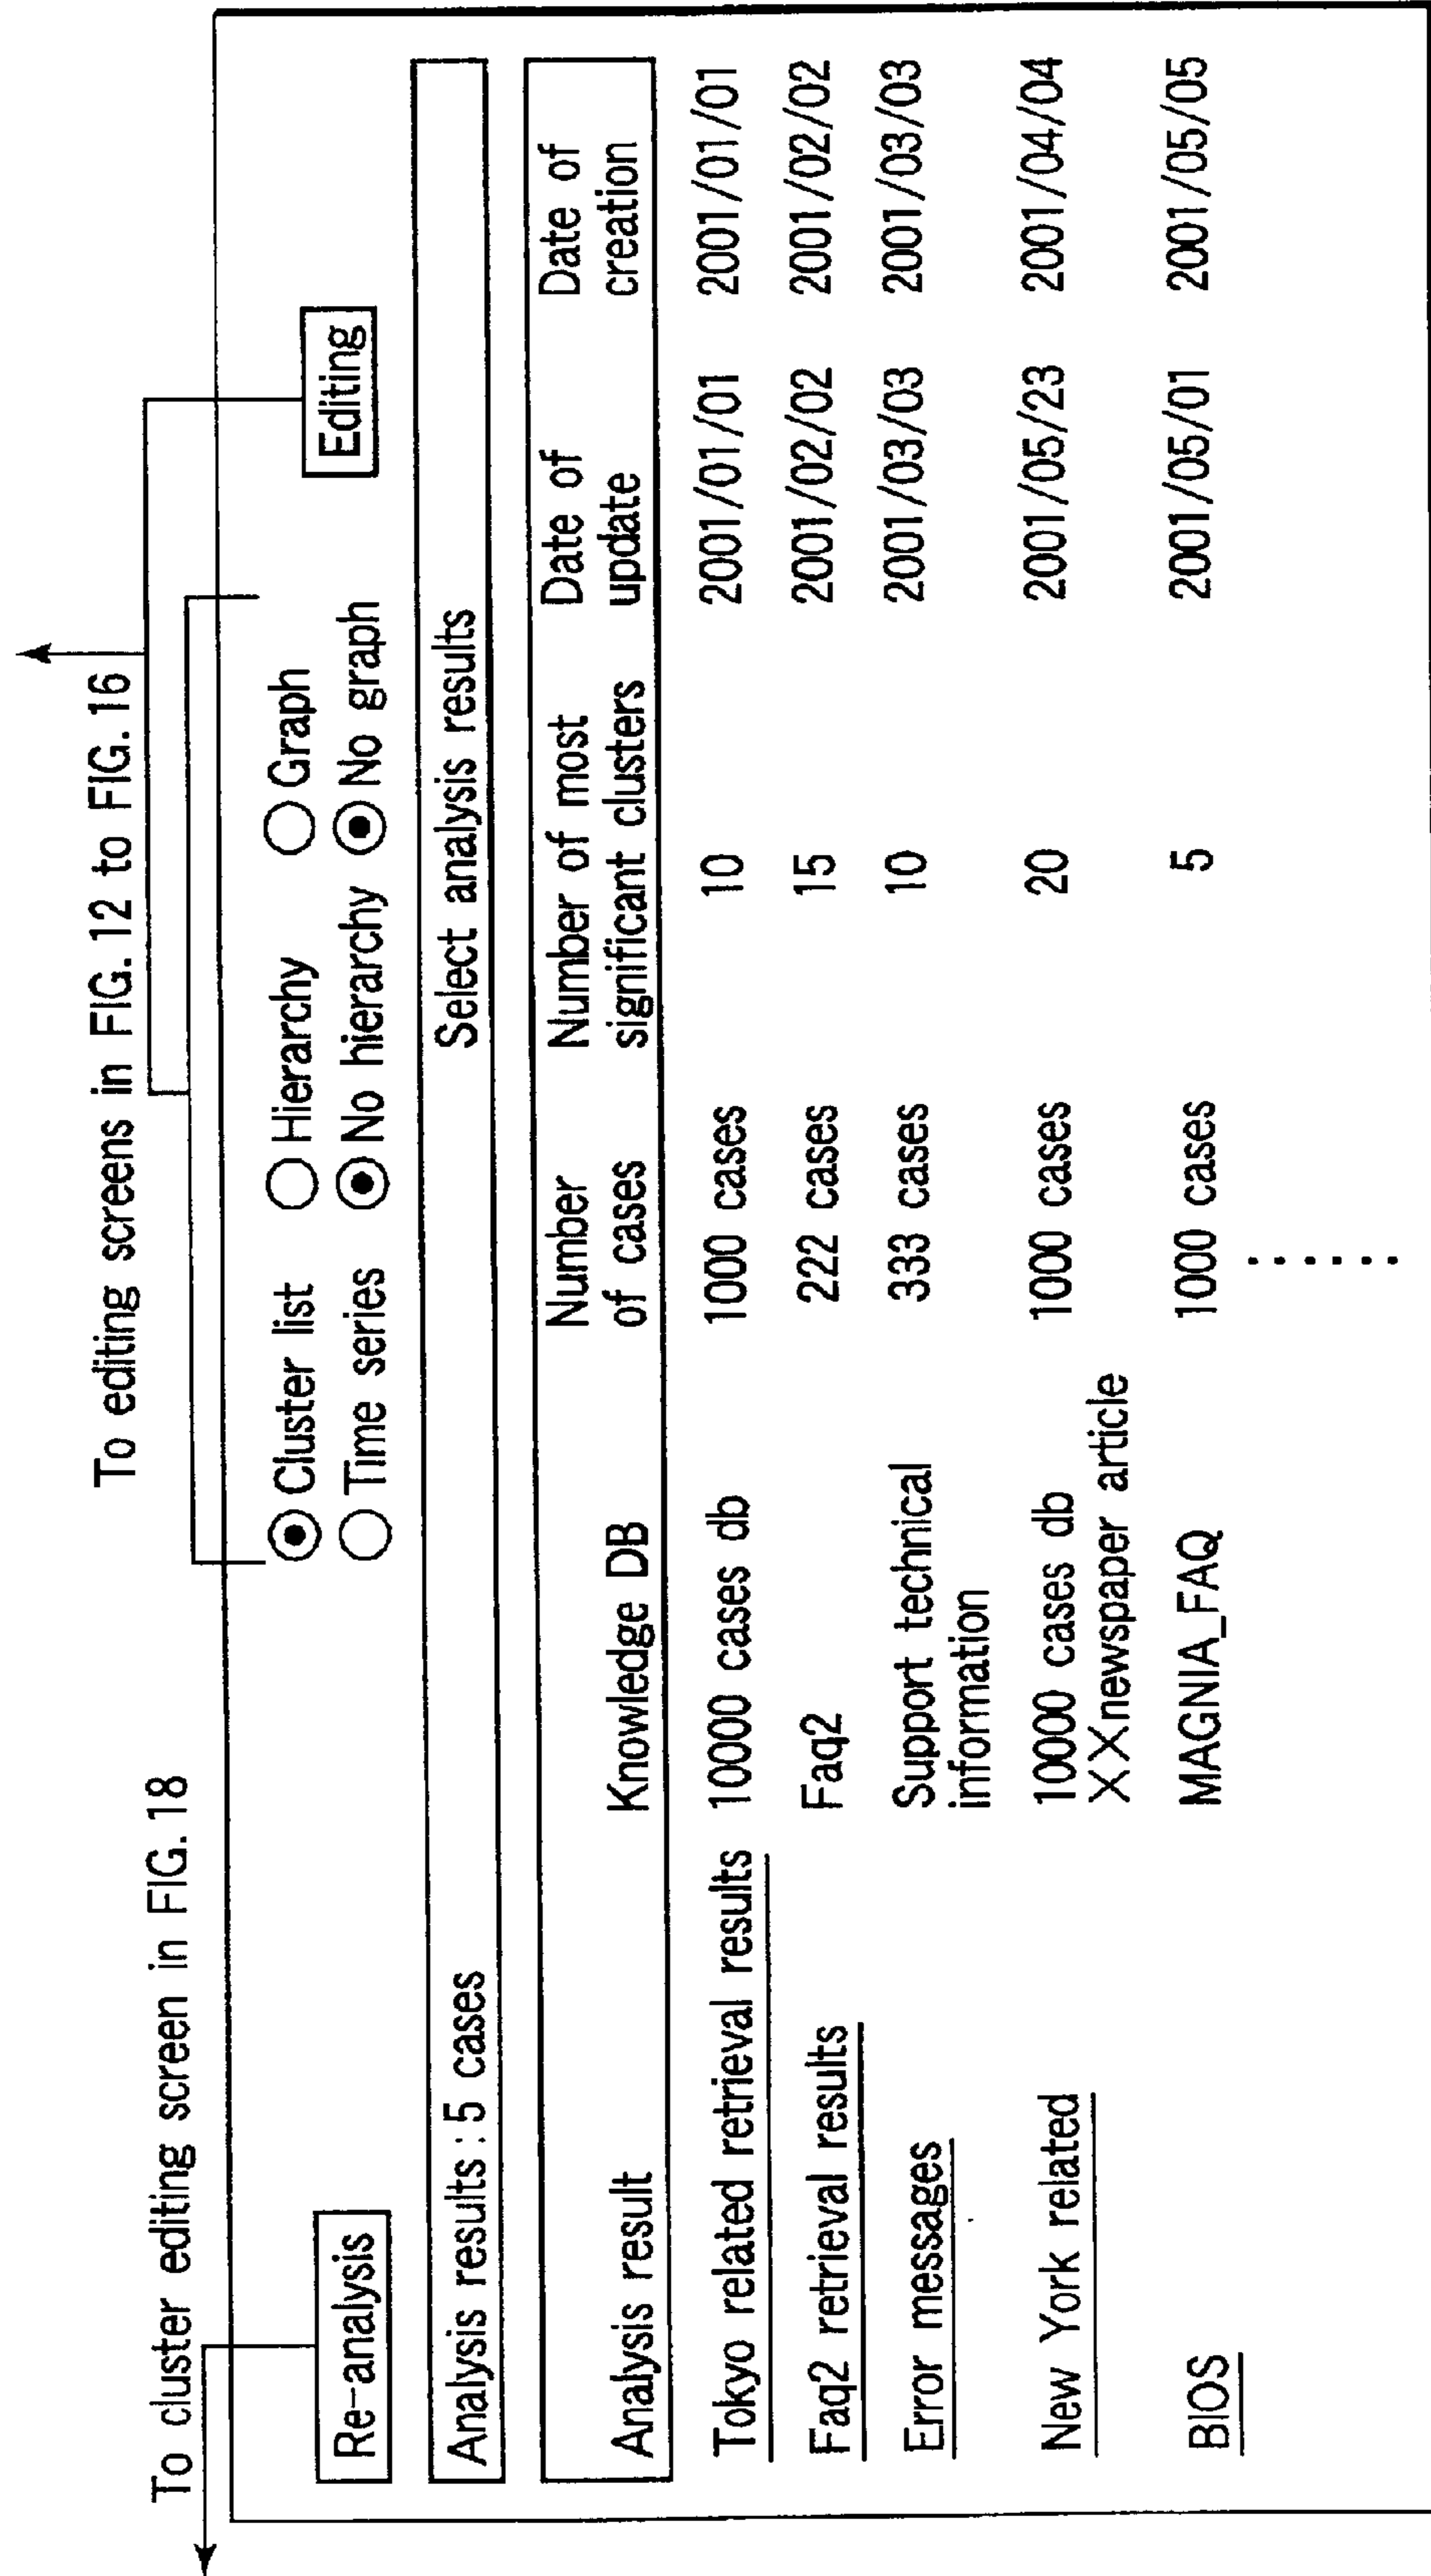 To cluster editing screen in FIG. 18
To editing screens in FIG. 12 to FIG. 16
Re-analysis
Cluster list Hierarchy Graph
Time series No hierarchy No graph
Editing
Analysis results : 5 cases Select analysis results
Analysis result Knowledge DB Number of cases Number of most significant clusters Date of update Date of creation
Tokyo related retrieval results 10000 cases db 1000 cases 10 2001/01/01 2001/01/01
Faq2 retrieval results Faq2 222 cases 15 2001/02/02 2001/02/02
Error messages Support technical 333 cases 10 2001/03/03 2001/03/03
information
New York related 10000 cases db 1000 cases 20 2001/05/23 2001/04/04
XXnewspaper article
BIOS MAGNIA_FAQ 1000 cases 5 2001/05/01 2001/05/05
......